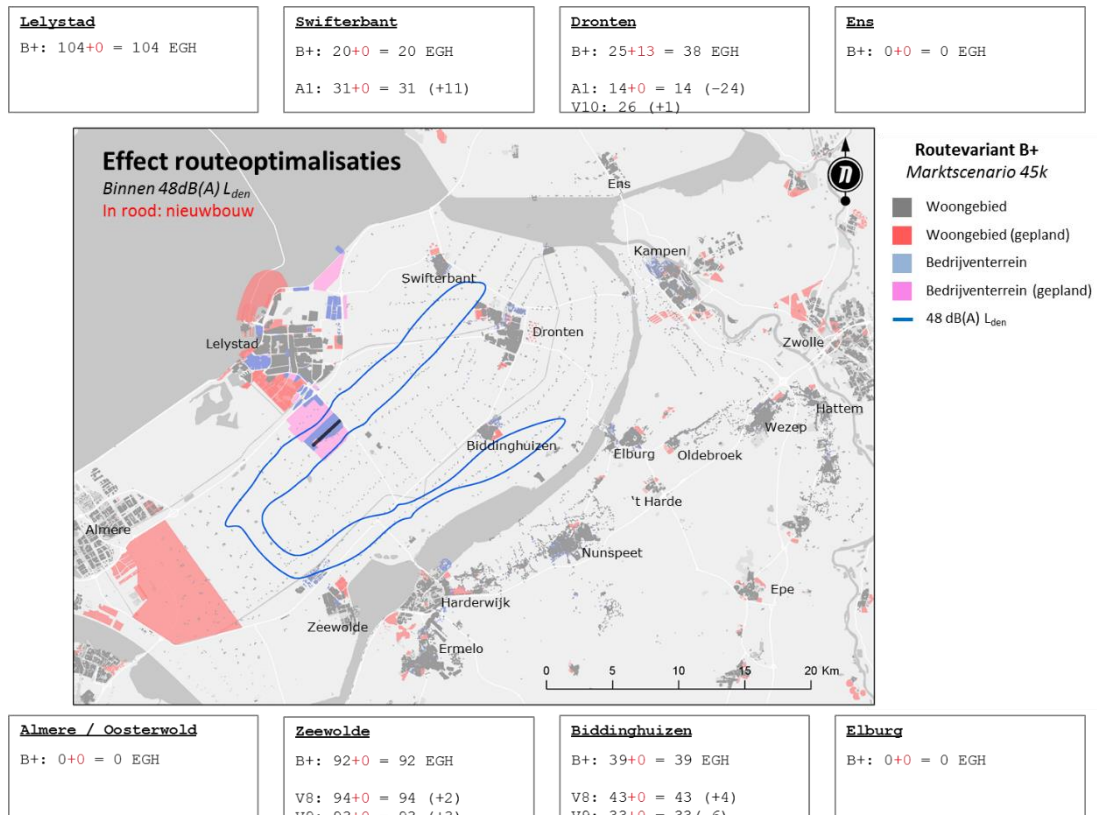 Lelystad
B+: 104+0 = 104 EGH
Swifterbant
B+: 20+0 = 20 EGH
A1: 31+0 = 31 (+11)
Dronten
B+: 25+13 = 38 EGH
A1: 14+0 = 14 (-24)
V10: 26 (+1)
Ens
B+: 0+0 = 0 EGH
Effect routeoptimalisaties
Binnen 48dB(A) Lden
In rood: nieuwbouw
Ens
Kampen
Swifterbant
Dronten
Lelystad
Zwolle
Hattem
Wezep
Biddinghuizen
Elburg
Oldebroek
't Harde
Almere
Nunspeet
Epe
Harderwijk
Zeewolde
Ermelo
0 5 10 15 20 Km
n
Routevariant B+
Marktscenario 45k
Woongebied
Woongebied (gepland)
Bedrijventerrein
Bedrijventerrein (gepland)
48 dB(A) Lden
Almere / Oosterwold
B+: 0+0 = 0 EGH
Zeewolde
B+: 92+0 = 92 EGH
V8: 94+0 = 94 (+2)
Biddinghuizen
B+: 39+0 = 39 EGH
V8: 43+0 = 43 (+4)
Elburg
B+: 0+0 = 0 EGH